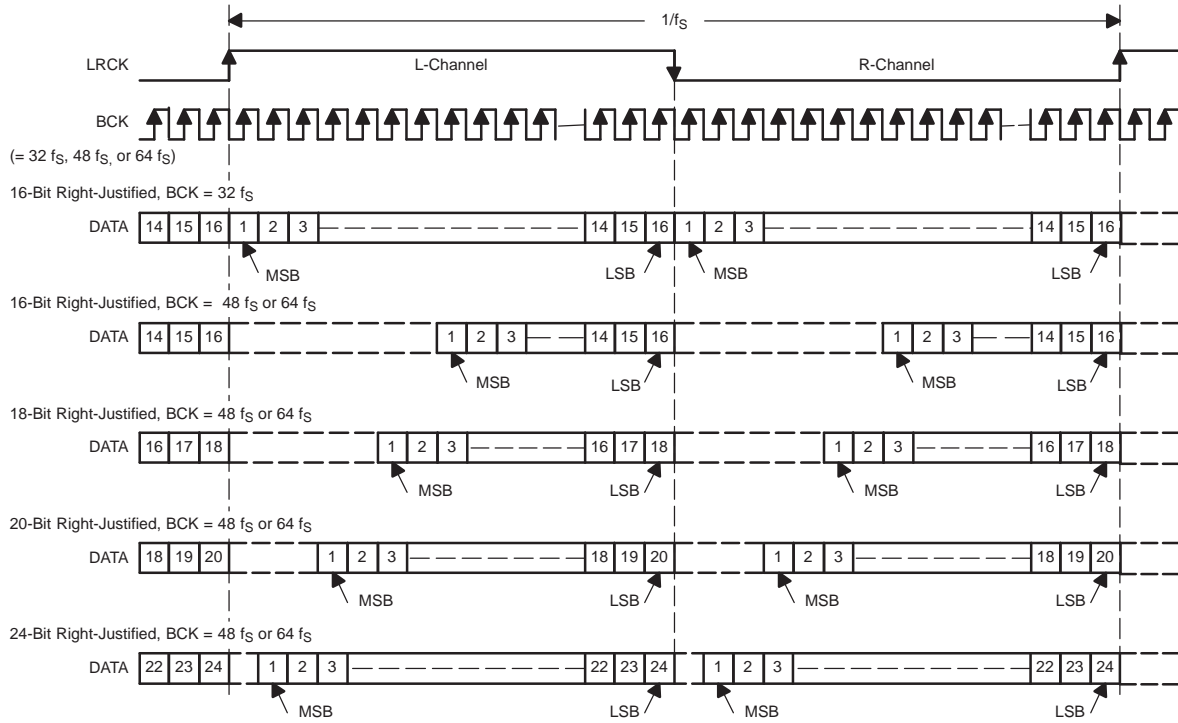 1/fS
LRCK L-Channel R-Channel
BCK
(= 32 fS, 48 fS, or 64 fS)
16-Bit Right-Justified, BCK = 32 fS
DATA 14 15 16 1 2 3 14 15 16 1 2 3 14 15 16
MSB LSB MSB LSB
16-Bit Right-Justified, BCK = 48 fS or 64 fS
DATA 14 15 16 1 2 3 14 15 16 1 2 3 14 15 16
MSB LSB MSB LSB
18-Bit Right-Justified, BCK = 48 fS or 64 fS
DATA 16 17 18 1 2 3 16 17 18 1 2 3 16 17 18
MSB LSB MSB LSB
20-Bit Right-Justified, BCK = 48 fS or 64 fS
DATA 18 19 20 1 2 3 18 19 20 1 2 3 18 19 20
MSB LSB MSB LSB
24-Bit Right-Justified, BCK = 48 fS or 64 fS
DATA 22 23 24 1 2 3 22 23 24 1 2 3 22 23 24
MSB LSB MSB LSB